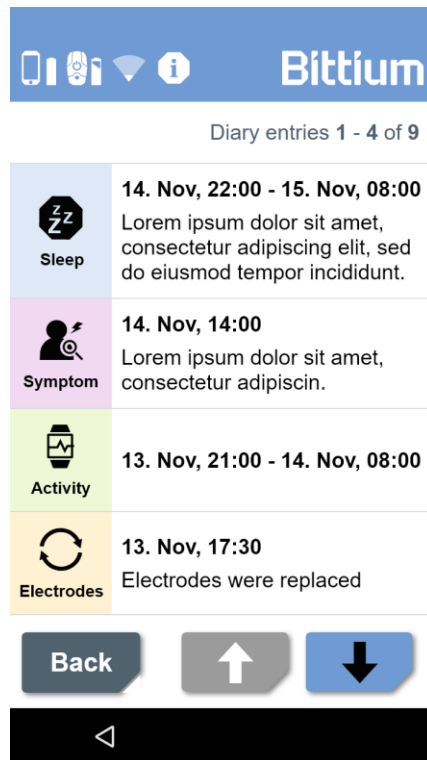 Bittium
Diary entries 1 - 4 of 9
14. Nov, 22:00 - 15. Nov, 08:00
Lorem ipsum dolor sit amet,
consectetur adipiscing elit, sed
do eiusmod tempor incididunt.
Sleep
14. Nov, 14:00
Lorem ipsum dolor sit amet,
consectetur adipiscin.
Symptom
13. Nov, 21:00 - 14. Nov, 08:00
Activity
13. Nov, 17:30
Electrodes were replaced
Electrodes
Back